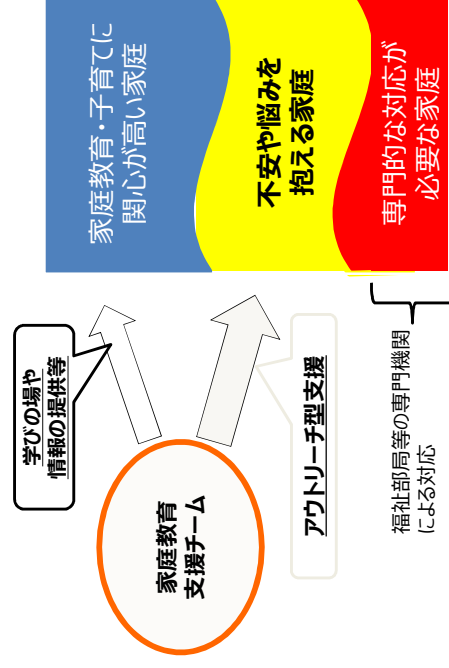 家庭教育・子育てに
関心が高い家庭
不安や悩みを
抱える家庭
専門的な対応が
必要な家庭
学びの場や
情報の提供等
家庭教育
支援チーム
アウトリーチ型支援
福祉部局等の専門機関
による対応